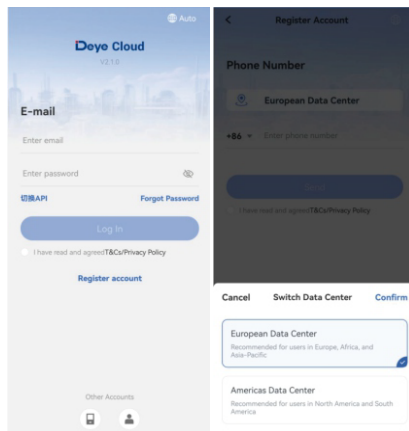 Auto
Deye Cloud
V2.1.6
E-mail
Enter email
Enter password
切换API
Forgot Password
Log In
I have read and agreed T&Cs/Privacy Policy
Register account
Other Accounts
Register Account
Phone Number
European Data Center
+86
Enter phone number
Send
I have read and agreed T&Cs/Privacy Policy
Cancel
Switch Data Center
Confirm
European Data Center
Recommended for users in Europe, Africa, and
Asia-Pacific
Americas Data Center
Recommended for users in North America and South
America